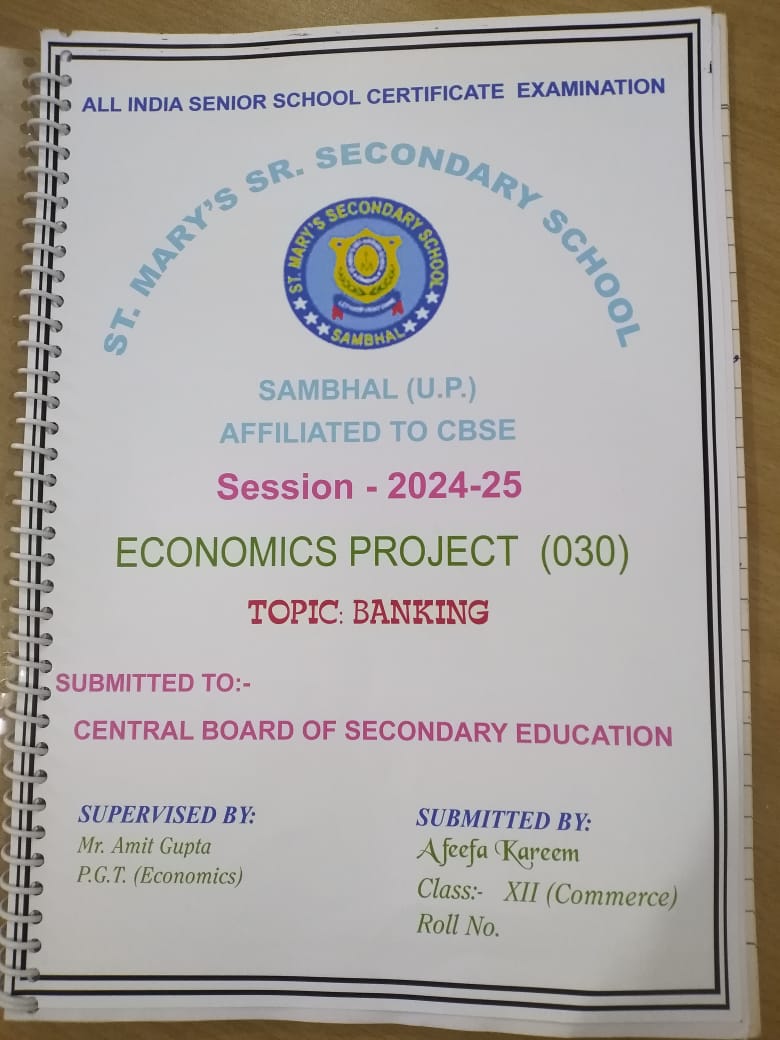 ALL INDIA SENIOR SCHOOL CERTIFICATE EXAMINATION
ST. MARY'S SR. SECONDARY SCHOOL
ST. MARY'S SECONDARY SCHOOL
SAMBHAL
SAMBHAL (U.P.)
AFFILIATED TO CBSE
Session - 2024-25
ECONOMICS PROJECT (030)
TOPIC: BANKING
SUBMITTED TO:-
CENTRAL BOARD OF SECONDARY EDUCATION
SUPERVISED BY:
Mr. Amit Gupta
P.G.T. (Economics)
SUBMITTED BY:
Afeefa Kareem
Class:- XII (Commerce)
Roll No.